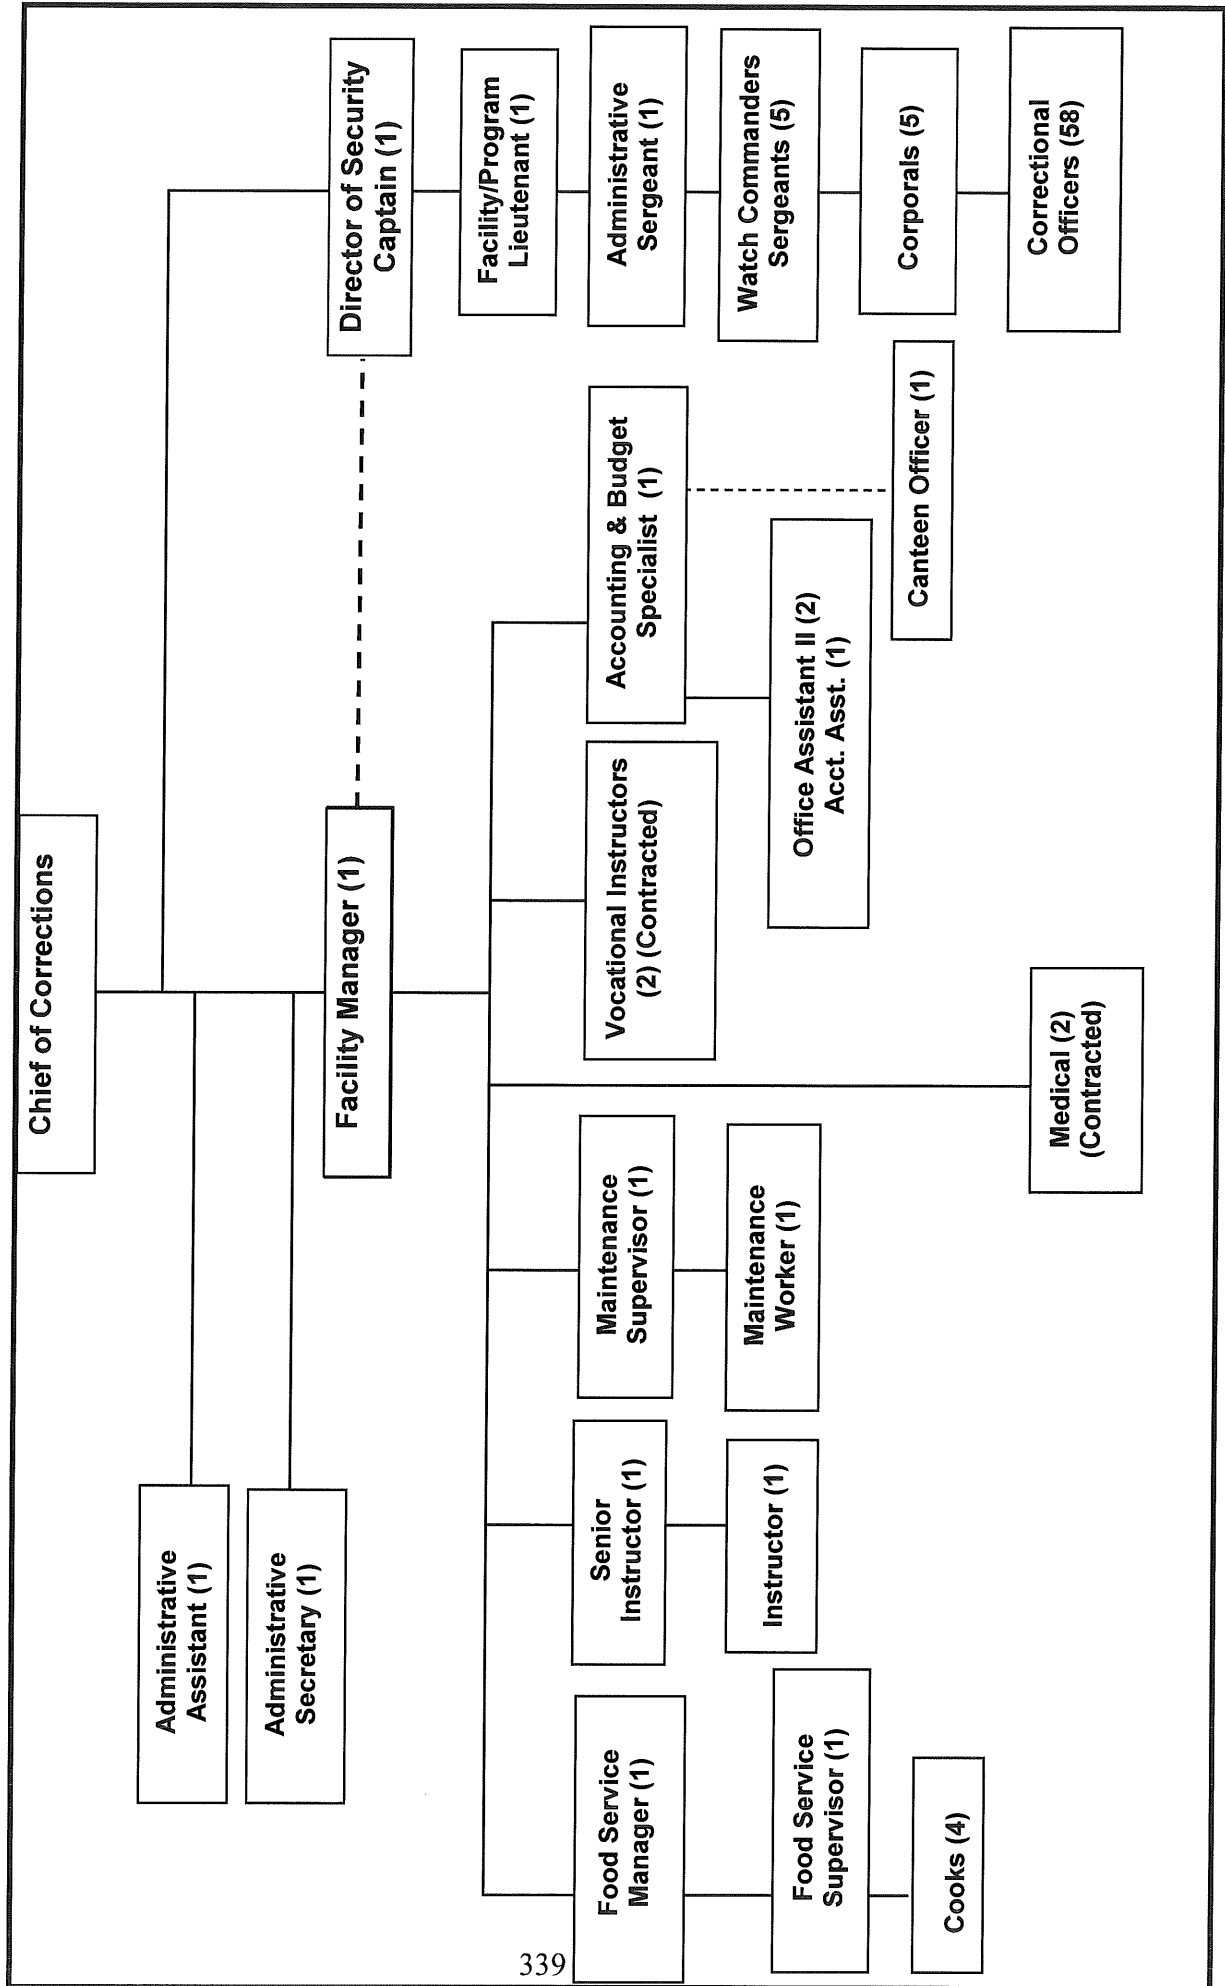 Chief of Corrections
Administrative
Assistant (1)
Administrative
Secretary (1)
Facility Manager (1)
Director of Security
Captain (1)
Facility/Program
Lieutenant (1)
Administrative
Sergeant (1)
Watch Commanders
Sergeants (5)
Corporals (5)
Correctional
Officers (58)
Food Service
Manager (1)
Food Service
Supervisor (1)
Cooks (4)
Senior
Instructor (1)
Instructor (1)
Maintenance
Supervisor (1)
Maintenance
Worker (1)
Medical (2)
(Contracted)
Vocational Instructors
(2) (Contracted)
Accounting & Budget
Specialist (1)
Office Assistant II (2)
Acct. Asst. (1)
Canteen Officer (1)
339